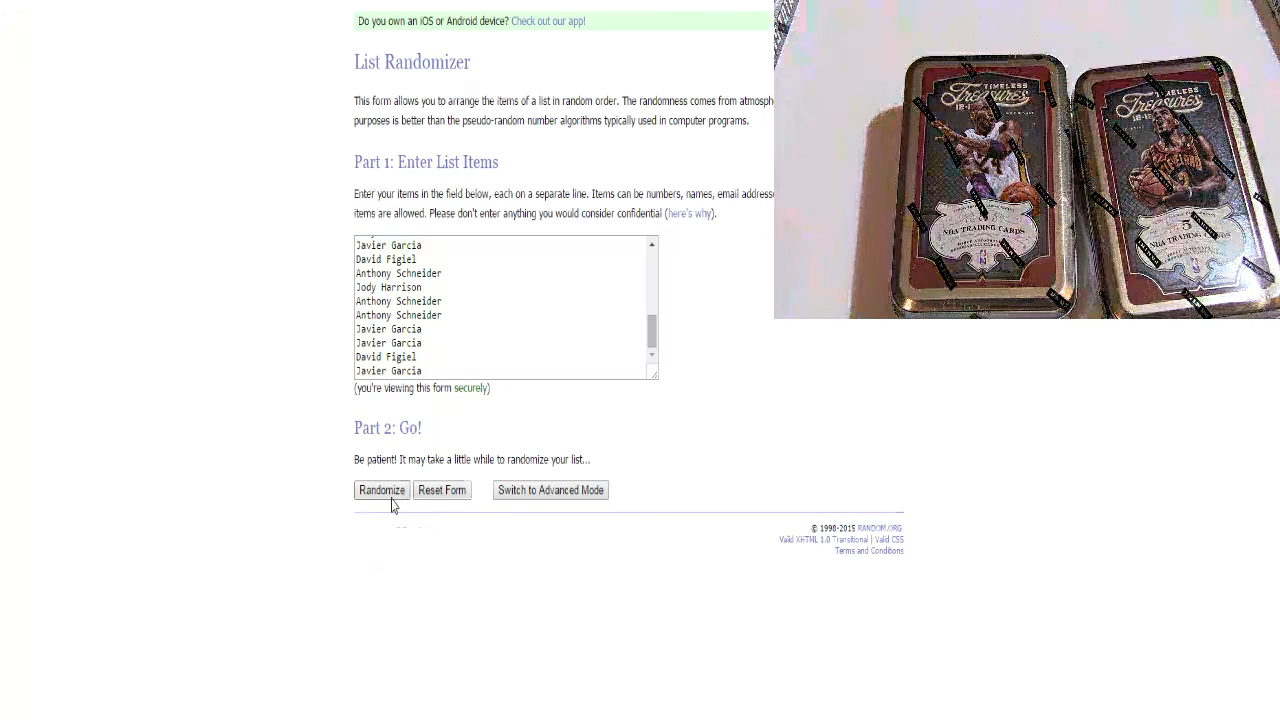 Do you own an iOS or Android device? Check out our app!
List Randomizer
This form allows you to arrange the items of a list in random order. The randomness comes from atmosph
purposes is better than the pseudo-random number algorithms typically used in computer programs.
Part 1: Enter List Items
Enter your items in the field below, each on a separate line. Items can be numbers, names, email addresse
items are allowed. Please don't enter anything you would consider confidential (here's why).
Javier Garcia
David Figiel
Anthony Schneider
Jody Harrison
Anthony Schneider
Anthony Schneider
Javier Garcia
Javier Garcia
David Figiel
Javier Garcia
(you're viewing this form securely)
Part 2: Go!
Be patient! It may take a little while to randomize your list...
Randomize Reset Form Switch to Advanced Mode
© 1998-2015 RANDOM.ORG
Valid XHTML 1.0 Transitional | Valid CSS
Terms and Conditions
TIMELESS
Treasures
NBA TRADING CARDS
TIMELESS
Treasures
5
NBA TRADING CARDS